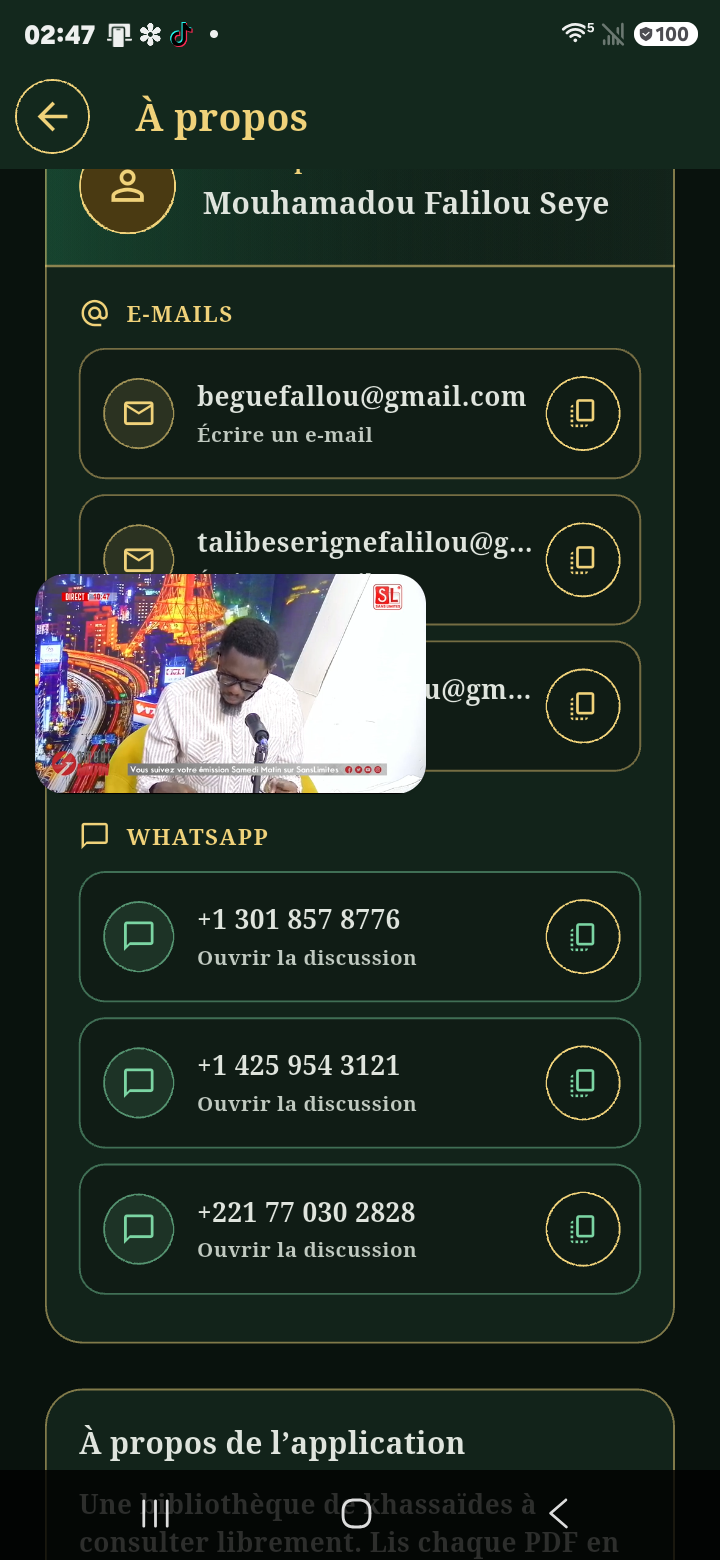 02:47
5
100
À propos
Mouhamadou Falilou Seye
E-MAILS
beguefallou@gmail.com
Écrire un e-mail
talibeserignefalilou@g...
DIRECT
SL
SANS LIMITES
u@gm...
Vous suivez votre émission Samedi Matin sur SansLimites
WHATSAPP
+1 301 857 8776
Ouvrir la discussion
+1 425 954 3121
Ouvrir la discussion
+221 77 030 2828
Ouvrir la discussion
À propos de l’application
Une bibliothèque de khassaïdes à
consulter librement. Lis chaque PDF en